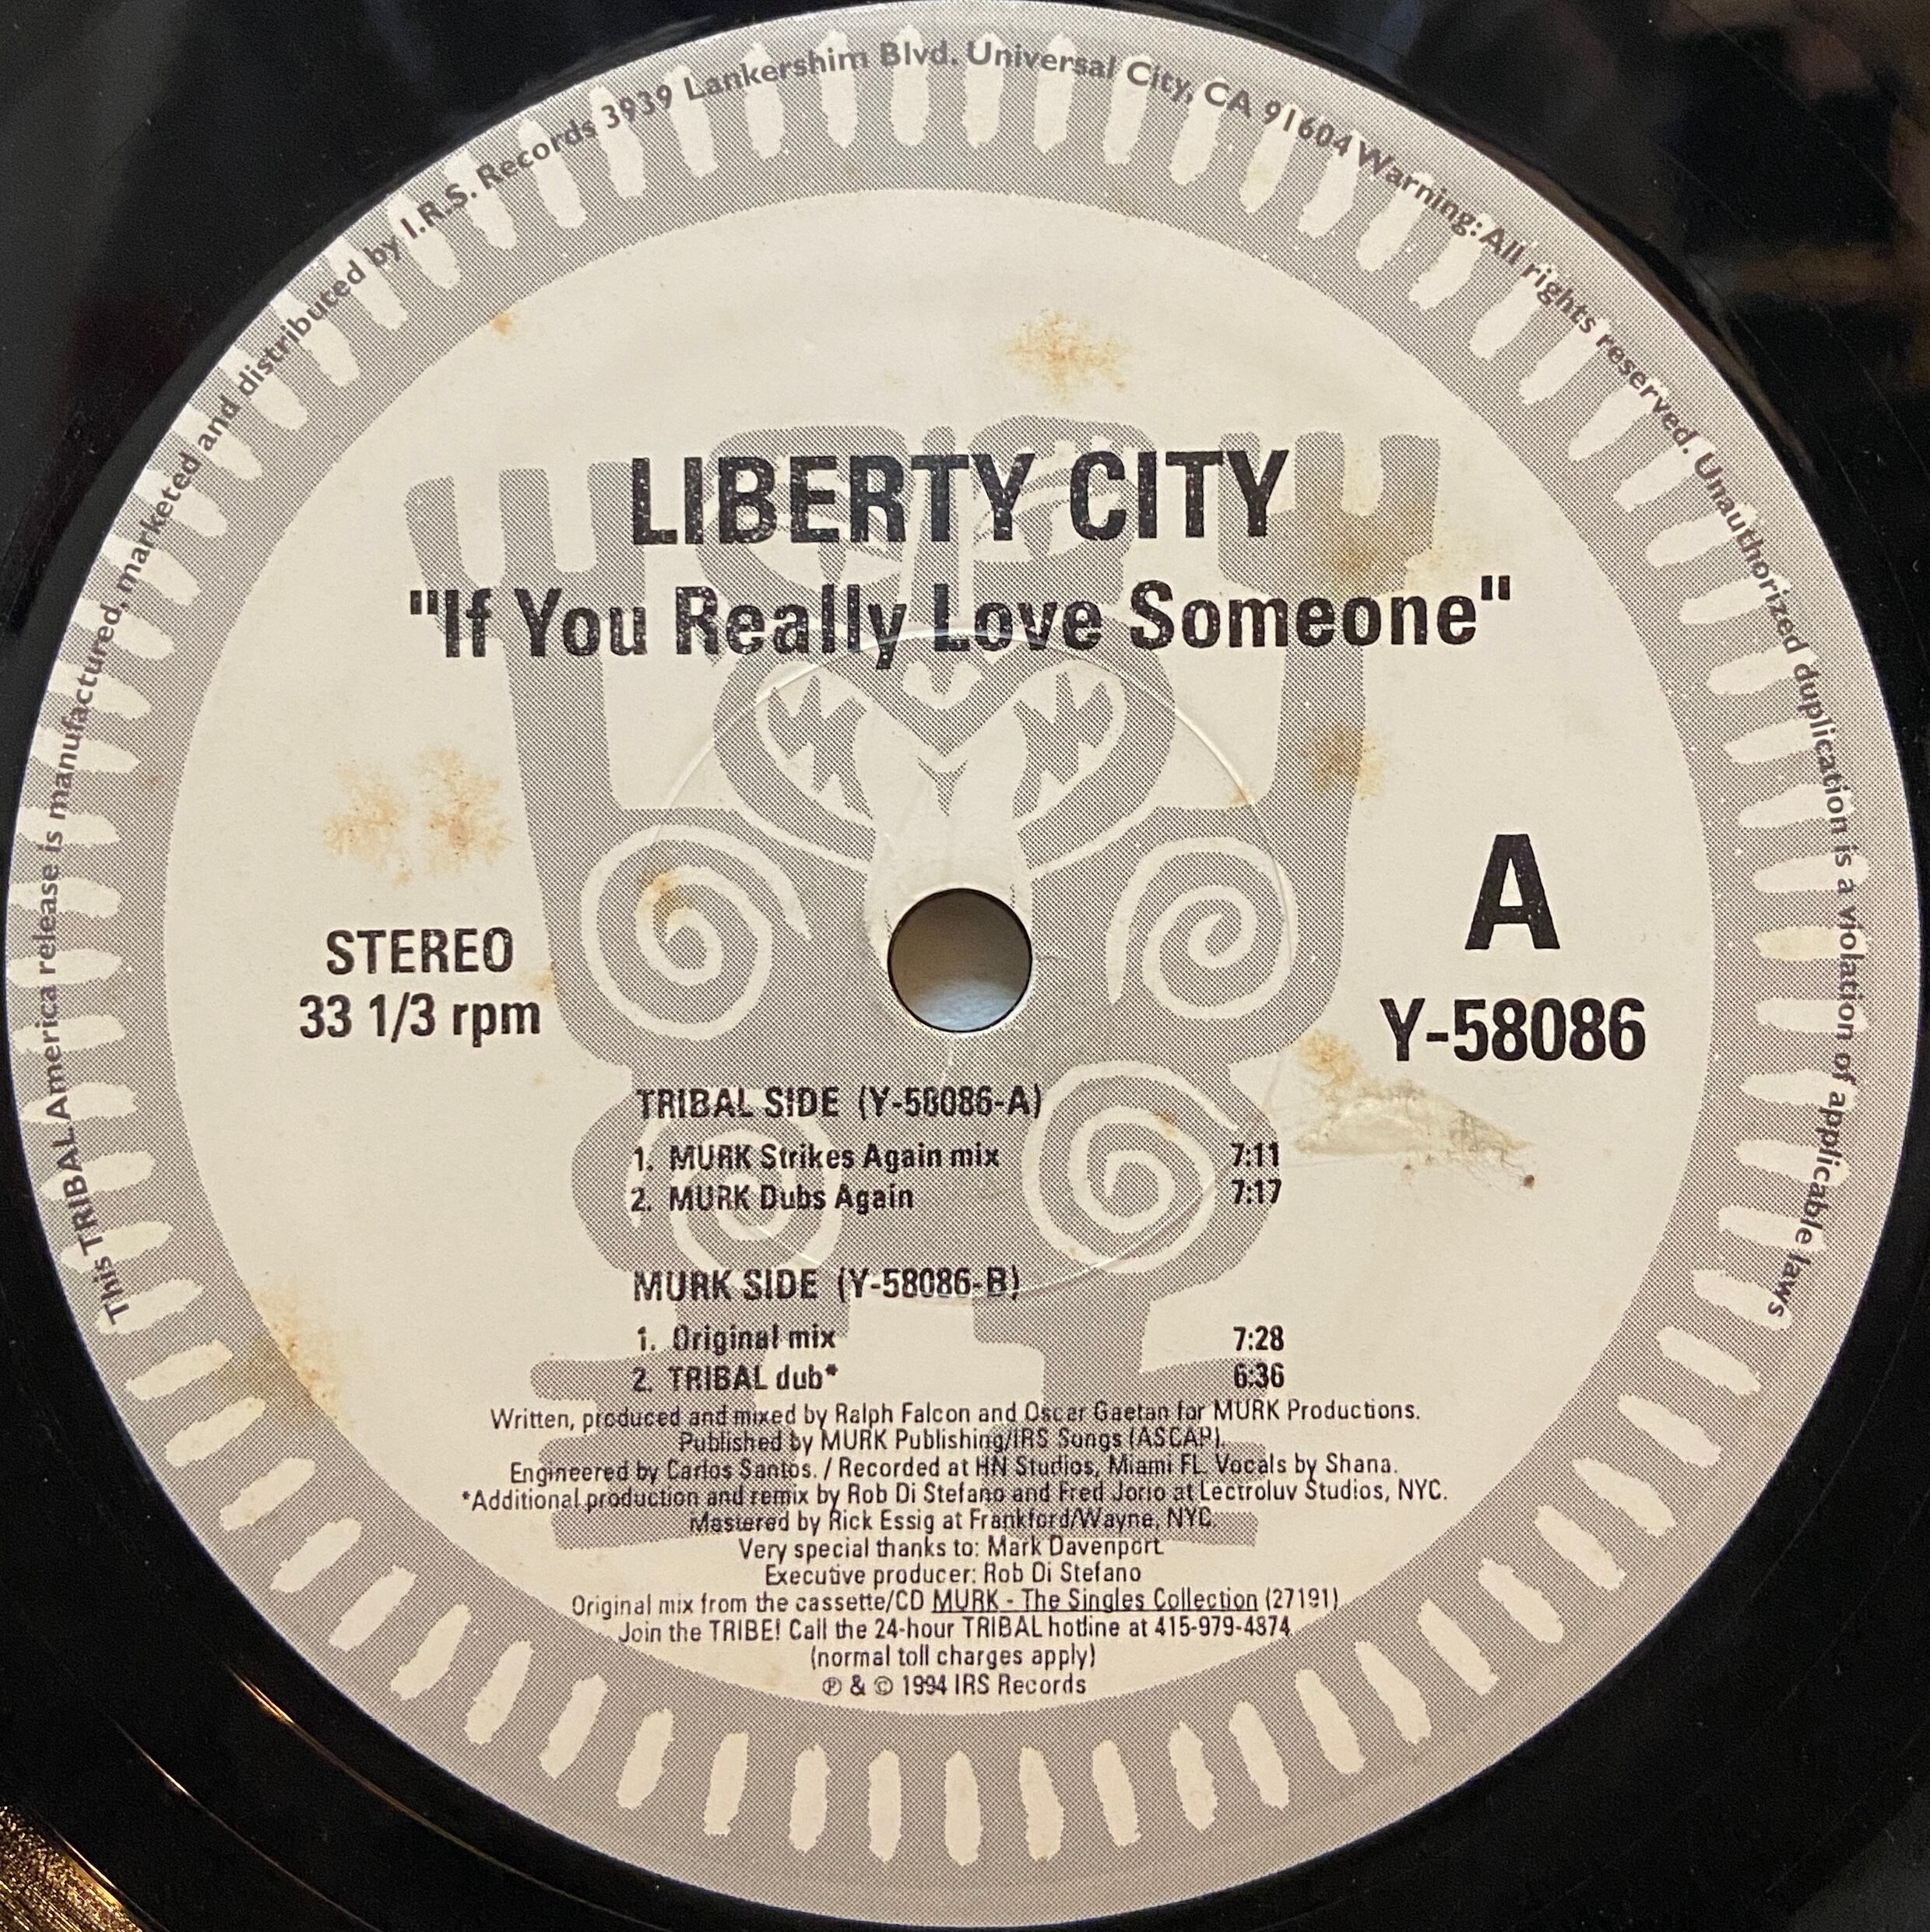 This TRIBAL America release is manufactured, marketed and distributed by I.R.S. Records 3939 Lankershim Blvd. Universal City, CA 91604 Warning: All rights reserved. Unauthorized duplication is a violation of applicable laws
LIBERTY CITY
"If You Really Love Someone"
STEREO
33 1/3 rpm
A
Y-58086
TRIBAL SIDE (Y-58086-A)
1. MURK Strikes Again mix 7:11
2. MURK Dubs Again 7:17
MURK SIDE (Y-58086-B)
1. Original mix 7:28
2. TRIBAL dub* 6:36
Written, produced and mixed by Ralph Falcon and Oscar Gaetan for MURK Productions.
Published by MURK Publishing/IRS Songs (ASCAP).
Engineered by Carlos Santos. / Recorded at HN Studios, Miami FL. Vocals by Shana.
*Additional production and remix by Rob Di Stefano and Fred Jorio at Lectroluv Studios, NYC.
Mastered by Rick Essig at Frankford/Wayne, NYC.
Very special thanks to: Mark Davenport
Executive producer: Rob Di Stefano
Original mix from the cassette/CD MURK - The Singles Collection (27191)
Join the TRIBE! Call the 24-hour TRIBAL hotline at 415-979-4874
(normal toll charges apply)
℗ & © 1994 IRS Records